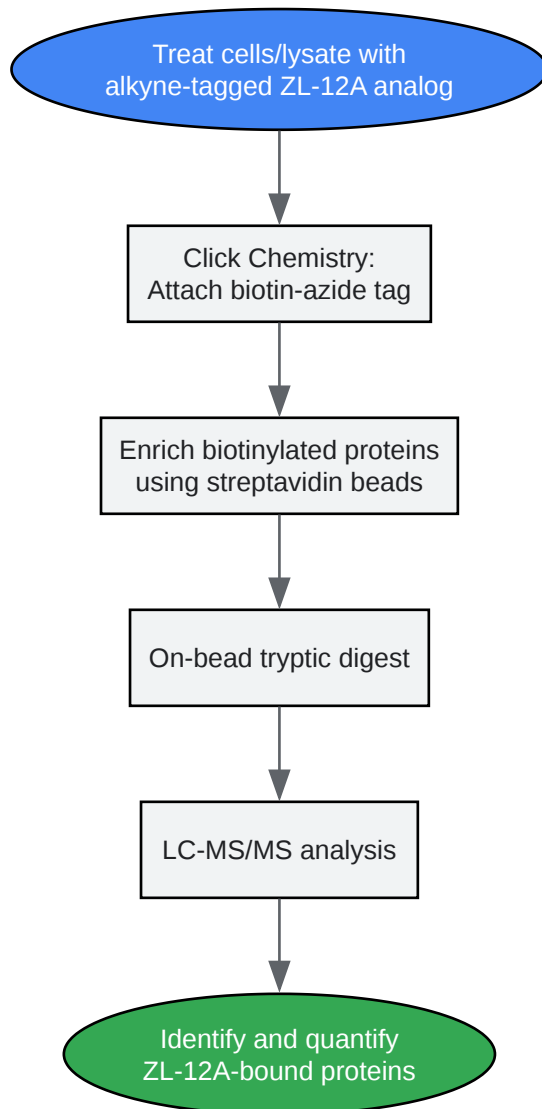 Treat cells/lysate with
alkyne-tagged ZL-12A analog
Click Chemistry:
Attach biotin-azide tag
Enrich biotinylated proteins
using streptavidin beads
On-bead tryptic digest
LC-MS/MS analysis
Identify and quantify
ZL-12A-bound proteins